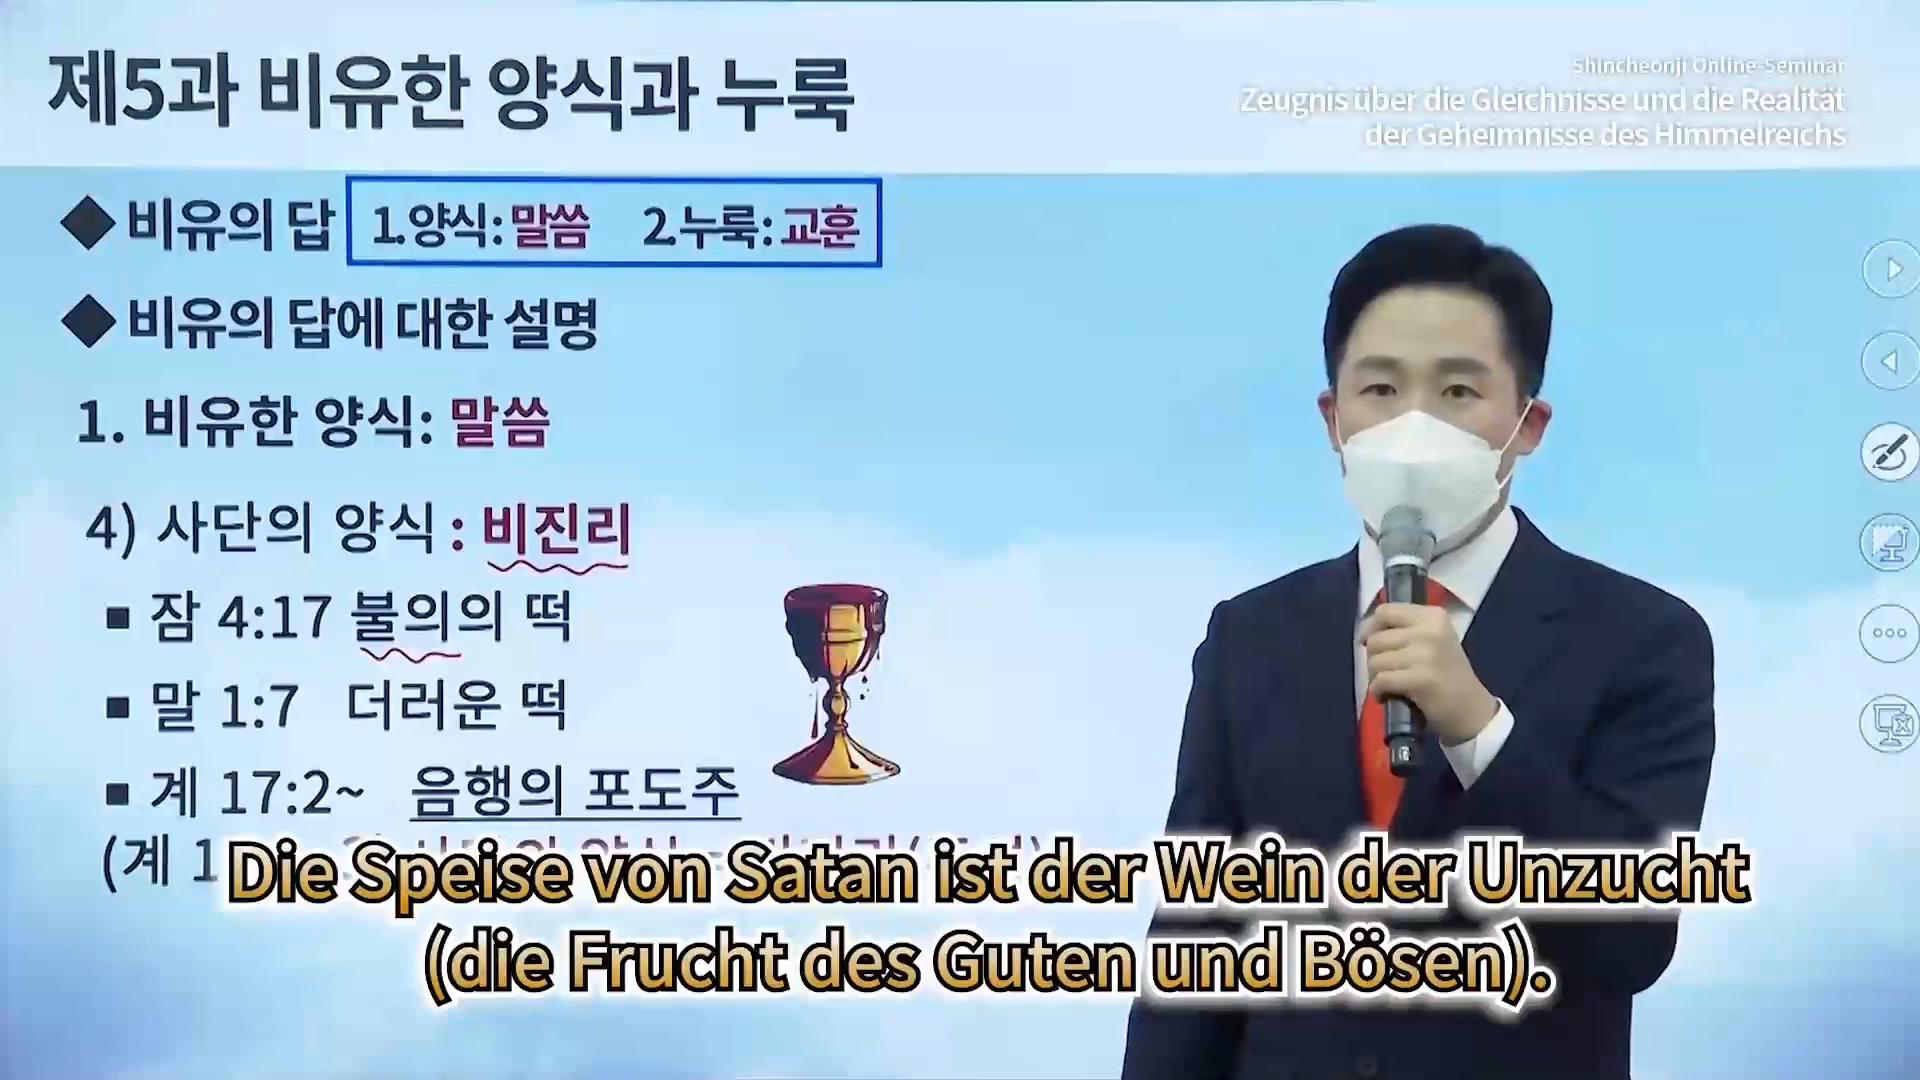 제5과 비유한 양식과 누룩
Shincheonji Online-Seminar
Zeugnis über die Gleichnisse und die Realität
der Geheimnisse des Himmelreichs
◆ 비유의 답 1.양식: 말씀 2.누룩: 교훈
◆ 비유의 답에 대한 설명
1. 비유한 양식: 말씀
4) 사단의 양식 : 비진리
▪ 잠 4:17 불의의 떡
▪ 말 1:7 더러운 떡
▪ 계 17:2~ 음행의 포도주
(계 1
Die Speise von Satan ist der Wein der Unzucht
(die Frucht des Guten und Bösen).